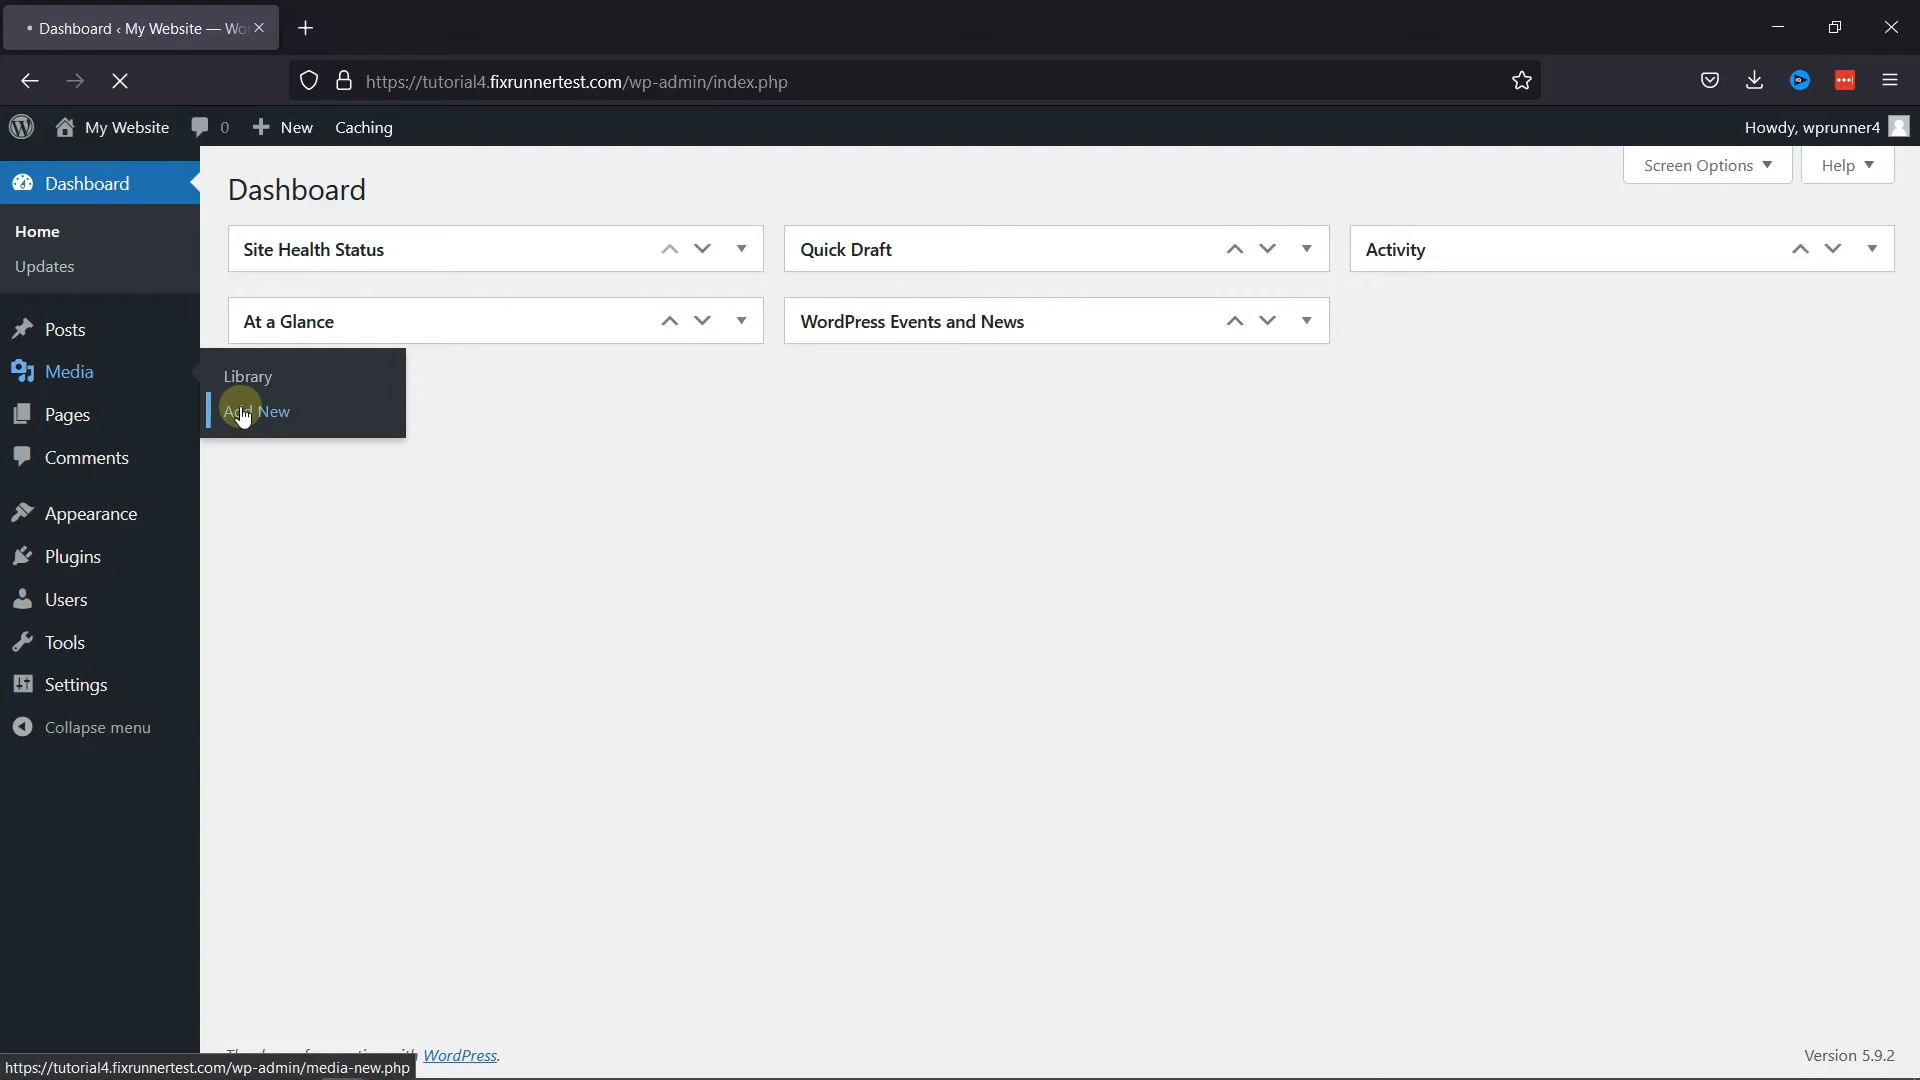 Dashboard ‹ My Website — Wo
https://tutorial4.fixrunnertest.com/wp-admin/index.php
My Website 0 New Caching Howdy, wprunner4
Screen Options Help
Dashboard
Dashboard
Home
Updates
Posts
Media
Pages
Comments
Appearance
Plugins
Users
Tools
Settings
Collapse menu
Library
Add New
Site Health Status
Quick Draft
Activity
At a Glance
WordPress Events and News
WordPress.
Version 5.9.2
https://tutorial4.fixrunnertest.com/wp-admin/media-new.php